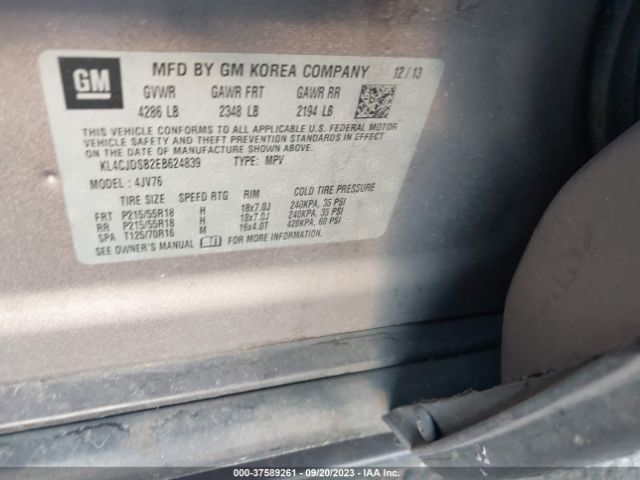 GM
MFD BY GM KOREA COMPANY 12/13
GVWR GAWR FRT GAWR RR
4286 LB 2348 LB 2194 LB
THIS VEHICLE CONFORMS TO ALL APPLICABLE U.S. FEDERAL MOTOR
VEHICLE SAFETY AND THEFT PREVENTION STANDARDS IN EFFECT
ON THE DATE OF MANUFACTURE SHOWN ABOVE.
KL4CJDSB2EB624839 TYPE: MPV
MODEL: 4JV76
TIRE SIZE SPEED RTG RIM COLD TIRE PRESSURE
FRT P215/55R18 H 18x7.0J 240KPA, 35 PSI
RR P215/55R18 H 18x7.0J 240KPA, 35 PSI
SPA T125/70R16 M 16x4.0T 420KPA, 60 PSI
SEE OWNER'S MANUAL FOR MORE INFORMATION.
000-37589261 - 09/20/2023 - IAA Inc.